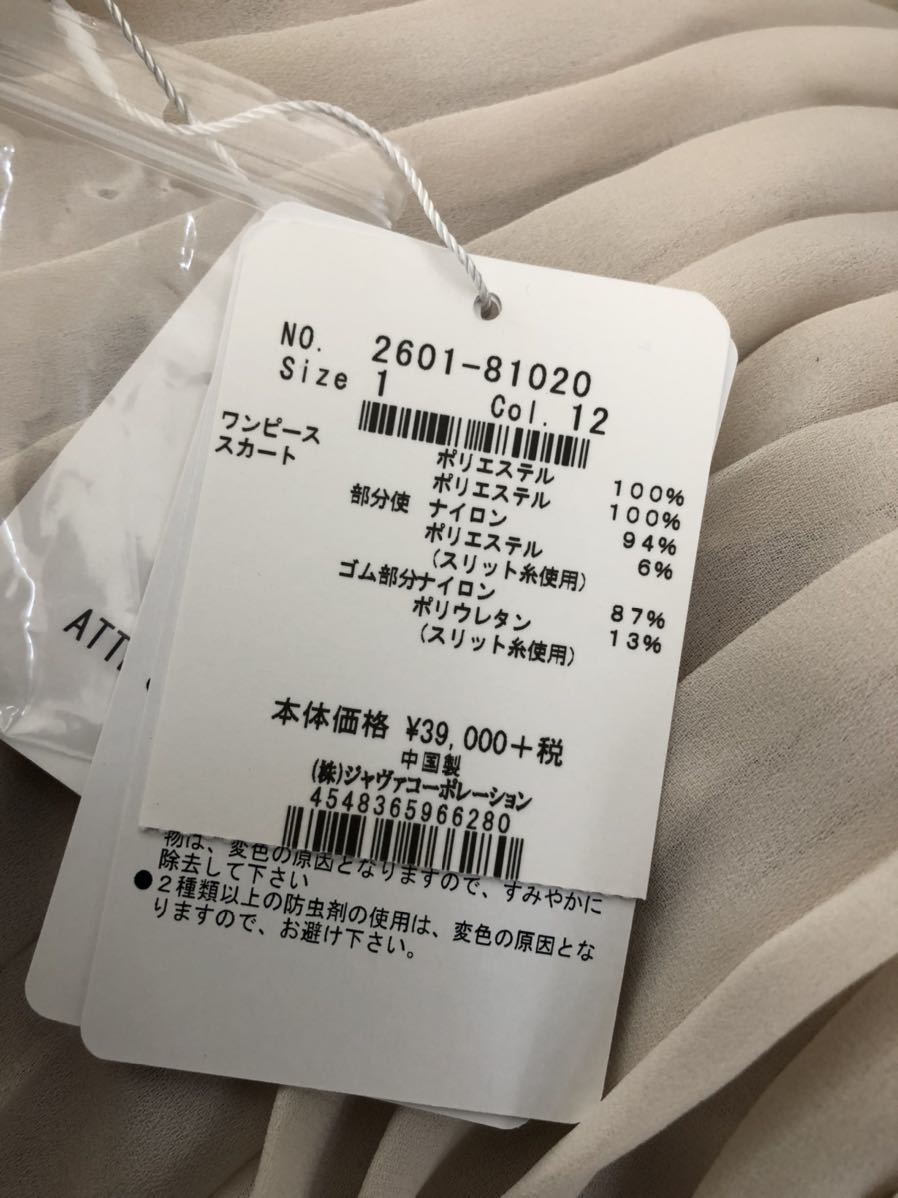 NO. 2601-81020
Size 1 Col. 12
ワンピース ポリエステル 100%
スカート ポリエステル 100%
部分使 ナイロン 94%
ポリエステル 6%
(スリット糸使用)
ゴム部分ナイロン 87%
ポリウレタン 13%
(スリット糸使用)
本体価格 ¥39,000+税
中国製
(株)ジャヴァコーポレーション
4548365966280
物は、変色の原因となりますので、すみやかに
除去して下さい
●2種類以上の防虫剤の使用は、変色の原因とな
りますので、お避け下さい。